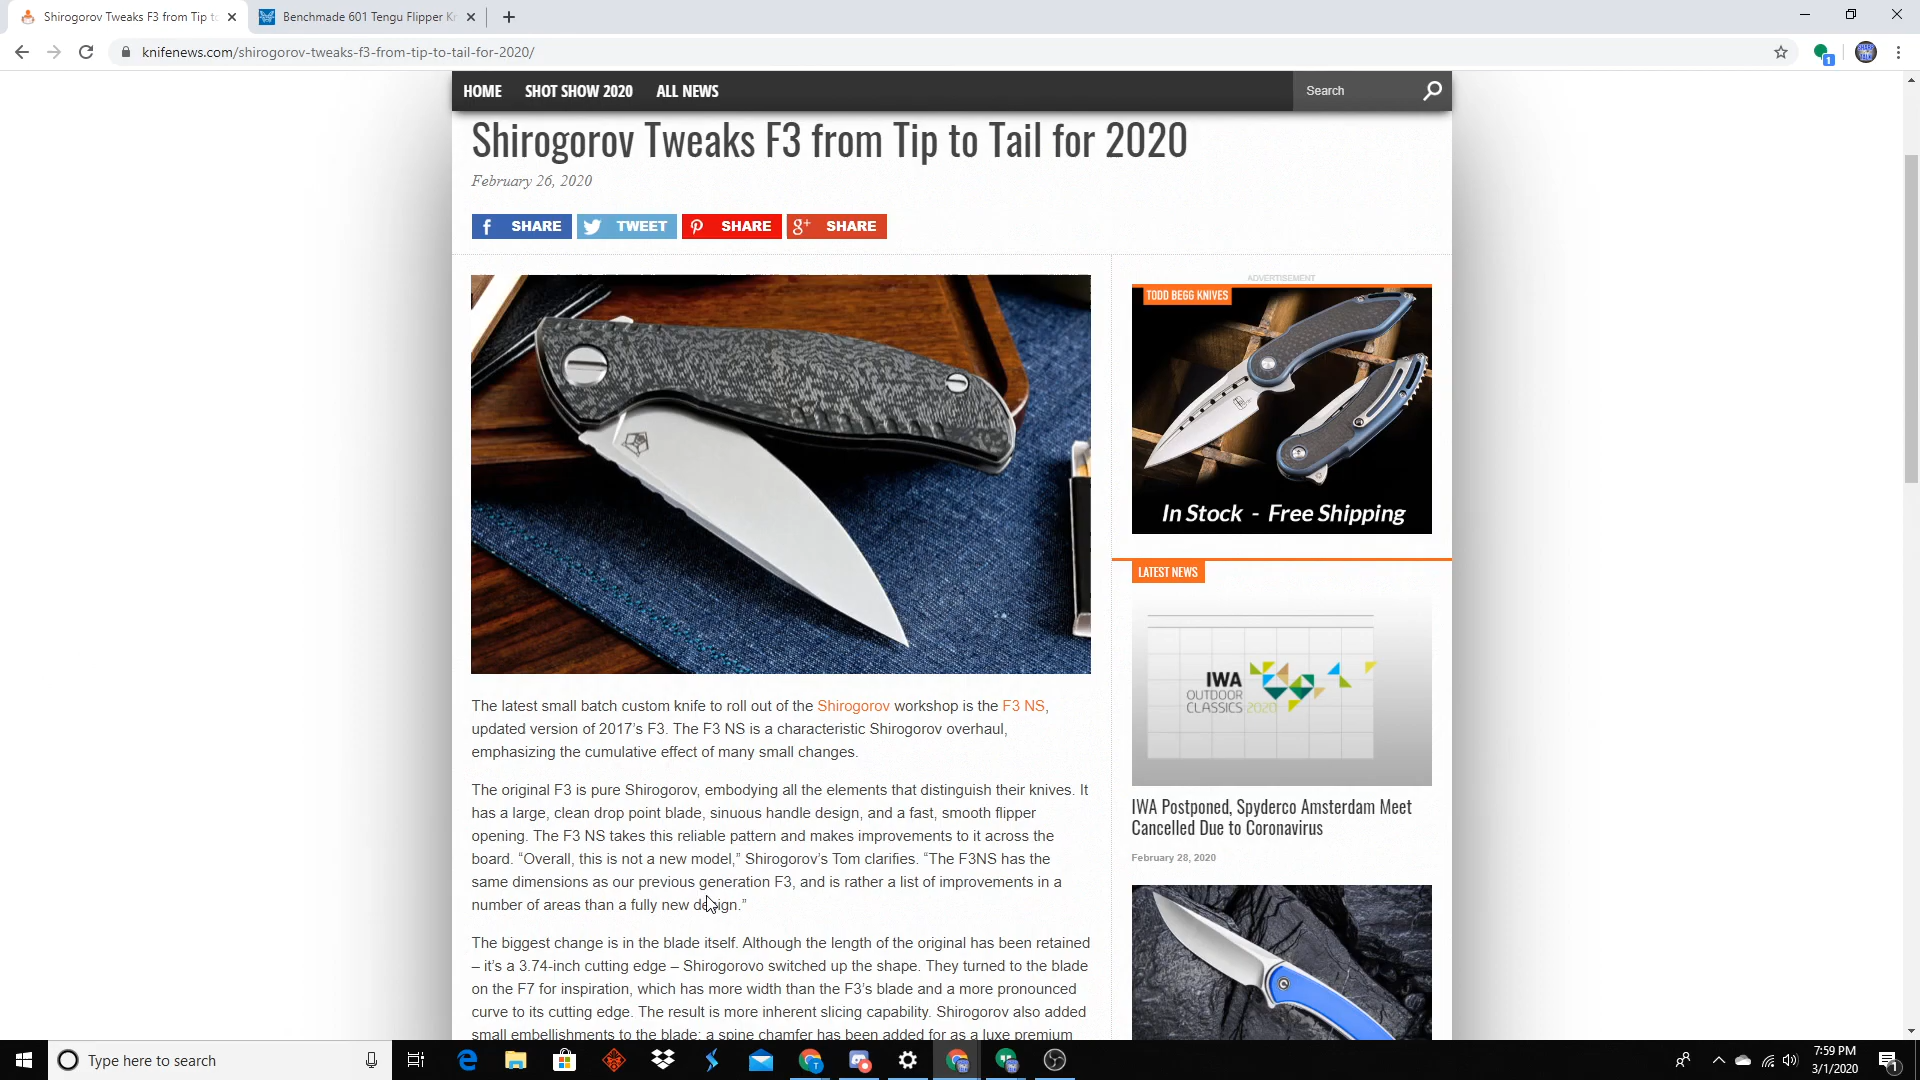 Shirogorov Tweaks F3 from Tip to
Benchmade 601 Tengu Flipper Kn
knifenews.com/shirogorov-tweaks-f3-from-tip-to-tail-for-2020/
1
HOME SHOT SHOW 2020 ALL NEWS Search
Shirogorov Tweaks F3 from Tip to Tail for 2020
February 26, 2020
SHARE TWEET SHARE SHARE
The latest small batch custom knife to roll out of the Shirogorov workshop is the F3 NS,
updated version of 2017’s F3. The F3 NS is a characteristic Shirogorov overhaul,
emphasizing the cumulative effect of many small changes.
The original F3 is pure Shirogorov, embodying all the elements that distinguish their knives. It
has a large, clean drop point blade, sinuous handle design, and a fast, smooth flipper
opening. The F3 NS takes this reliable pattern and makes improvements to it across the
board. “Overall, this is not a new model,” Shirogorov’s Tom clarifies. “The F3NS has the
same dimensions as our previous generation F3, and is rather a list of improvements in a
number of areas than a fully new design.”
The biggest change is in the blade itself. Although the length of the original has been retained
– it’s a 3.74-inch cutting edge – Shirogorovo switched up the shape. They turned to the blade
on the F7 for inspiration, which has more width than the F3’s blade and a more pronounced
curve to its cutting edge. The result is more inherent slicing capability. Shirogorov also added
small embellishments to the blade: a spine chamfer has been added for as a luxe premium
ADVERTISEMENT
TODD BEGG KNIVES
In Stock - Free Shipping
LATEST NEWS
IWA
OUTDOOR
CLASSICS 2020
IWA Postponed, Spyderco Amsterdam Meet
Cancelled Due to Coronavirus
February 28, 2020
Type here to search
7:59 PM
3/1/2020
1